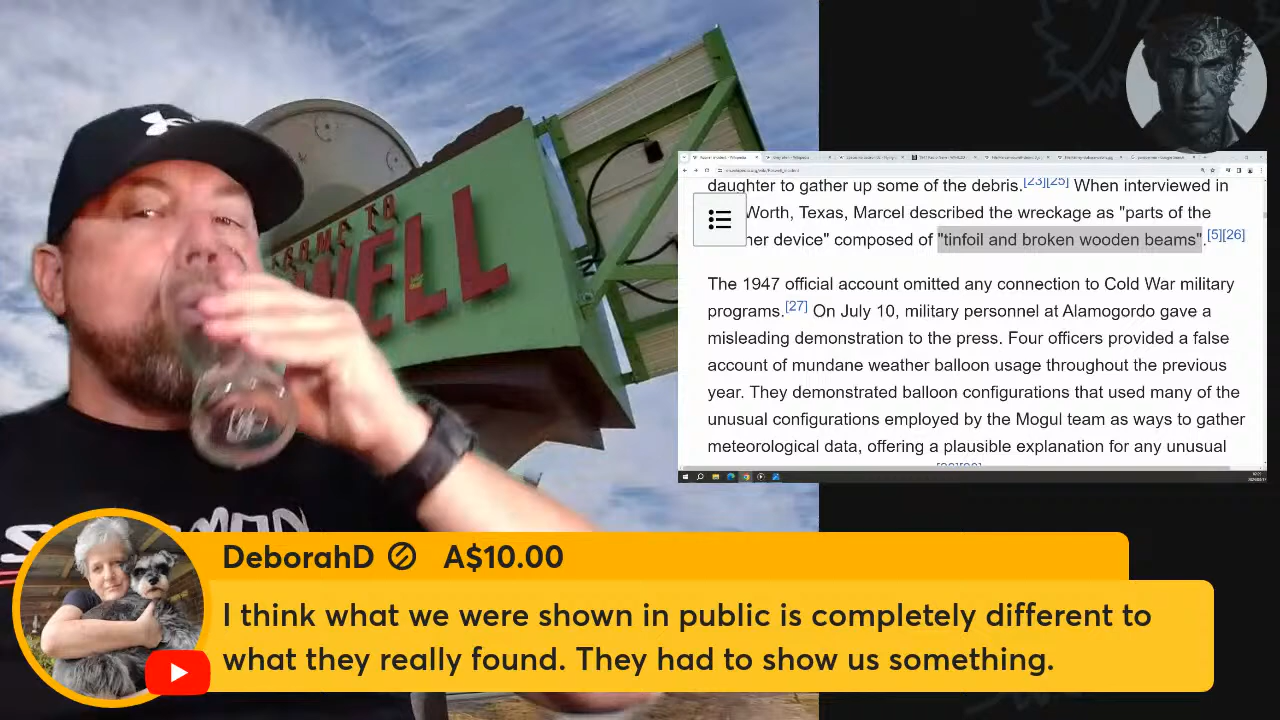 WELL
daughter to gather up some of the debris.[23][25] When interviewed in
Worth, Texas, Marcel described the wreckage as "parts of the
her device" composed of "tinfoil and broken wooden beams".[5][26]
The 1947 official account omitted any connection to Cold War military
programs.[27] On July 10, military personnel at Alamogordo gave a
misleading demonstration to the press. Four officers provided a false
account of mundane weather balloon usage throughout the previous
year. They demonstrated balloon configurations that used many of the
unusual configurations employed by the Mogul team as ways to gather
meteorological data, offering a plausible explanation for any unusual
DeborahD A$10.00
I think what we were shown in public is completely different to
what they really found. They had to show us something.